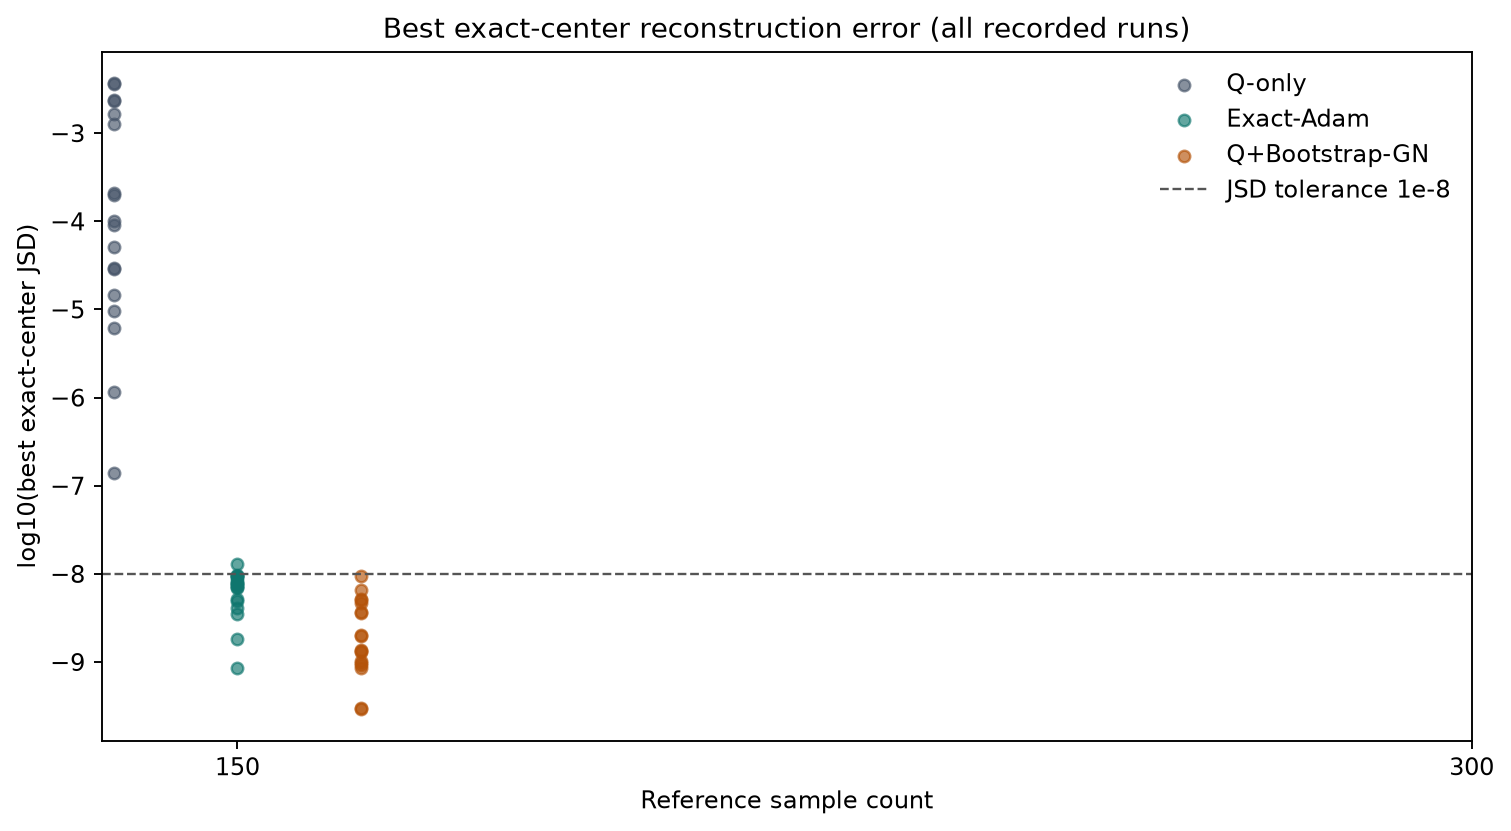 Best exact-center reconstruction error (all recorded runs)
Q-only
Exact-Adam
Q+Bootstrap-GN
JSD tolerance 1e-8
log10(best exact-center JSD)
−3
−4
−5
−6
−7
−8
−9
150
300
Reference sample count